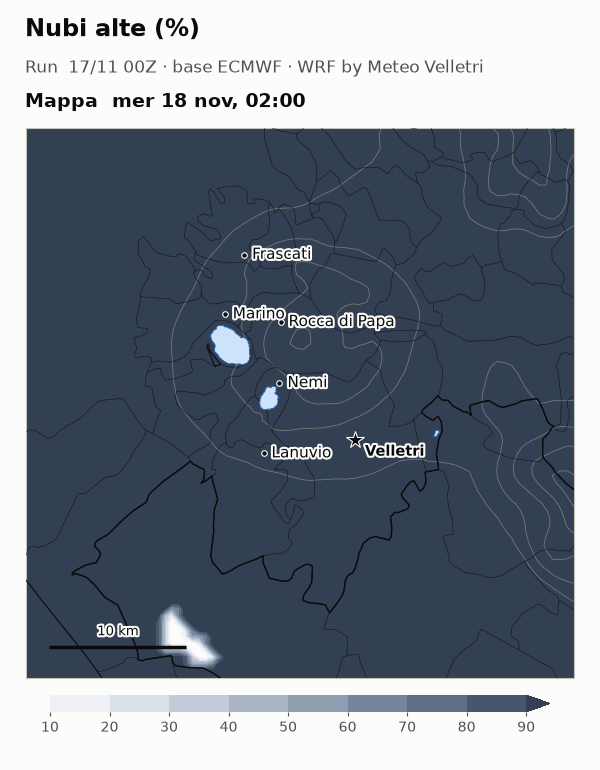 Nubi alte (%)
Run  17/11 00Z · base ECMWF · WRF by Meteo Velletri
Mappa  mer 18 nov, 02:00
Frascati
Marino
Rocca di Papa
Nemi
Velletri
Lanuvio
10 km
10 20 30 40 50 60 70 80 90